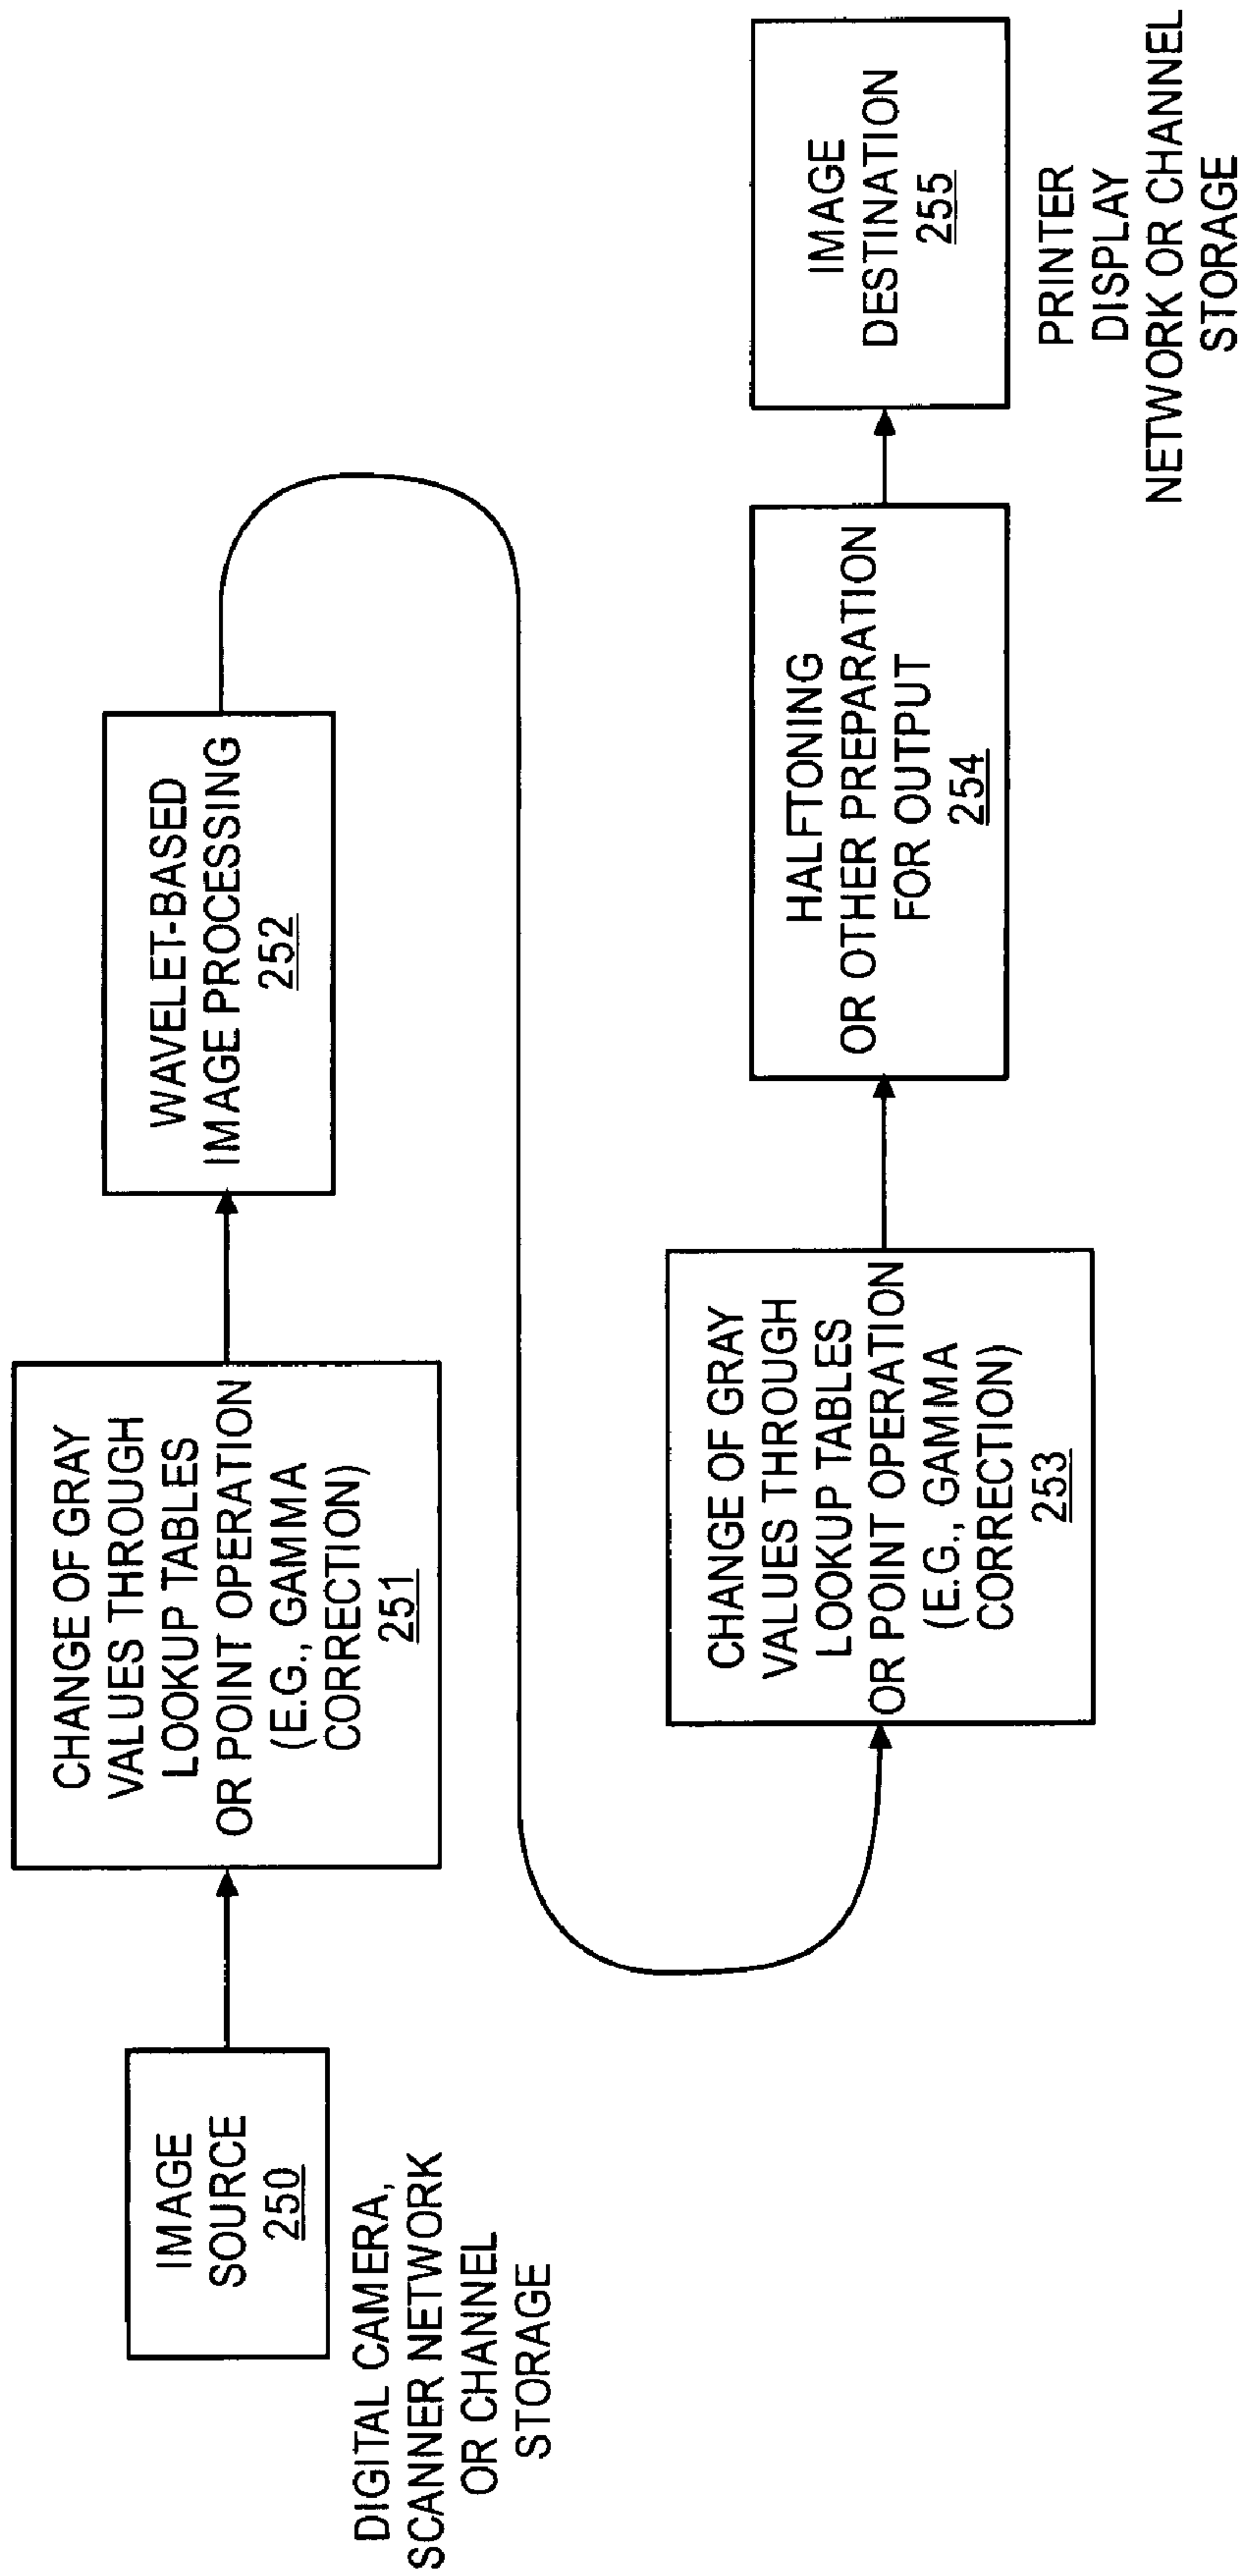 IMAGE
SOURCE
250
DIGITAL CAMERA,
SCANNER NETWORK
OR CHANNEL
STORAGE
CHANGE OF GRAY
VALUES THROUGH
LOOKUP TABLES
OR POINT OPERATION
(E.G., GAMMA
CORRECTION)
251
WAVELET-BASED
IMAGE PROCESSING
252
CHANGE OF GRAY
VALUES THROUGH
LOOKUP TABLES
OR POINT OPERATION
(E.G., GAMMA
CORRECTION)
253
HALFTONING
OR OTHER PREPARATION
FOR OUTPUT
254
IMAGE
DESTINATION
255
PRINTER
DISPLAY
NETWORK OR CHANNEL
STORAGE